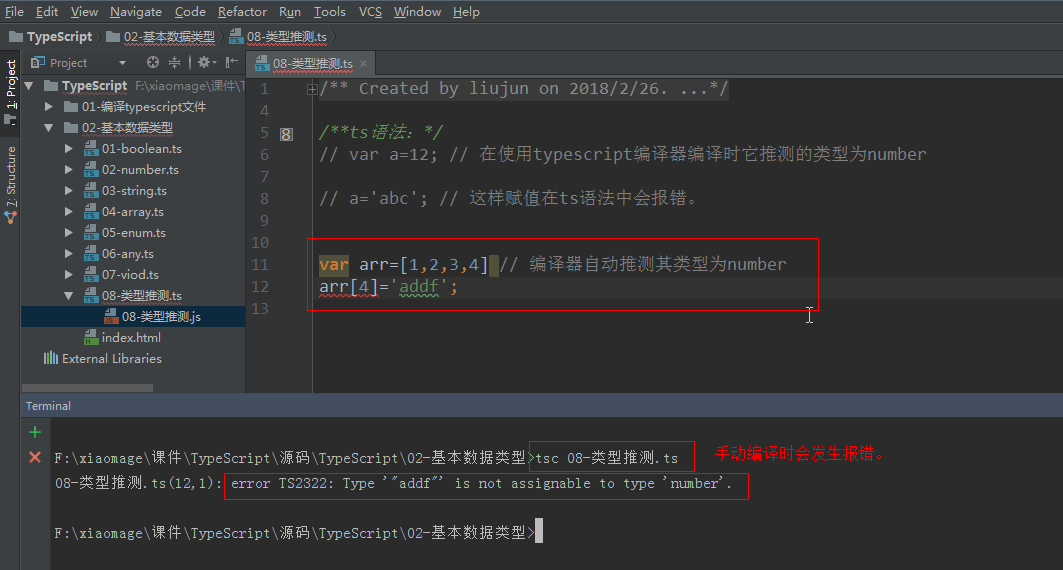 File Edit View Navigate Code Refactor Run Tools VCS Window Help
TypeScript 02-基本数据类型 08-类型推测.ts
1: Project
7: Structure
Project
08-类型推测.ts
TypeScript F:\xiaomage\课件\T
01-编译typescript文件
02-基本数据类型
01-boolean.ts
02-number.ts
03-string.ts
04-array.ts
05-enum.ts
06-any.ts
07-viod.ts
08-类型推测.ts
08-类型推测.js
index.html
External Libraries
1 /** Created by liujun on 2018/2/26. ...*/
4
5 /**ts语法: */
6 // var a=12; // 在使用typescript编译器编译时它推测的类型为number
7
8 // a='abc'; // 这样赋值在ts语法中会报错。
9
10
11 var arr=[1,2,3,4] // 编译器自动推测其类型为number
12 arr[4]='addf';
13
Terminal
F:\xiaomage\课件\TypeScript\源码\TypeScript\02-基本数据类型>tsc 08-类型推测.ts
手动编译时会发生报错。
08-类型推测.ts(12,1): error TS2322: Type '"addf"' is not assignable to type 'number'.
F:\xiaomage\课件\TypeScript\源码\TypeScript\02-基本数据类型>